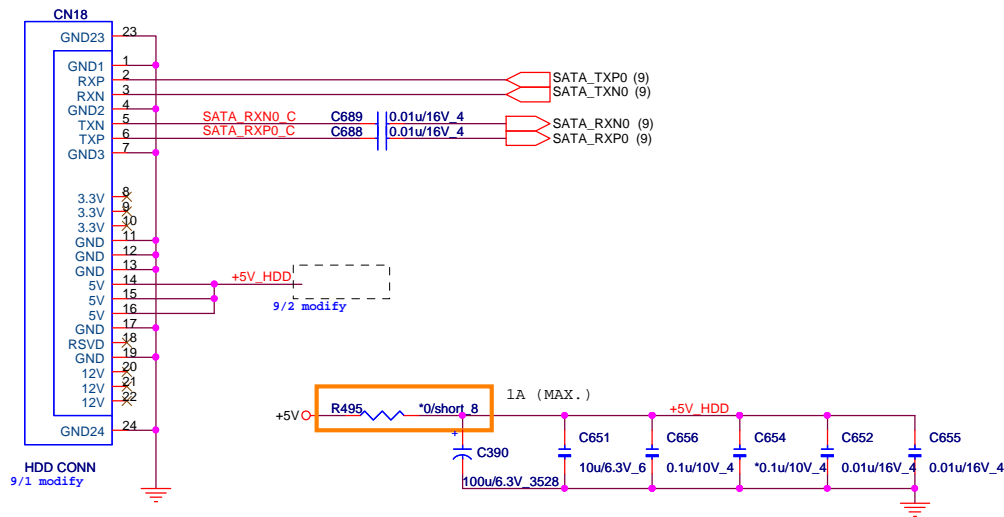 CN18
GND23 23
GND1 1
RXP 2
RXN 3
GND2 4
TXN 5
TXP 6
GND3 7
3.3V 8
3.3V 9
3.3V 10
GND 11
GND 12
GND 13
5V 14
5V 15
5V 16
GND 17
RSVD 18
GND 19
12V 20
12V 21
12V 22
GND24 24
HDD CONN
9/1 modify
SATA_TXP0 (9)
SATA_TXN0 (9)
SATA_RXN0_C C689 0.01u/16V_4 SATA_RXN0 (9)
SATA_RXP0_C C688 0.01u/16V_4 SATA_RXP0 (9)
+5V_HDD
9/2 modify
1A (MAX.)
+5V R495 *0/short_8 +5V_HDD
+
C390
100u/6.3V_3528
C651
10u/6.3V_6
C656
0.1u/10V_4
C654
*0.1u/10V_4
C652
0.01u/16V_4
C655
0.01u/16V_4